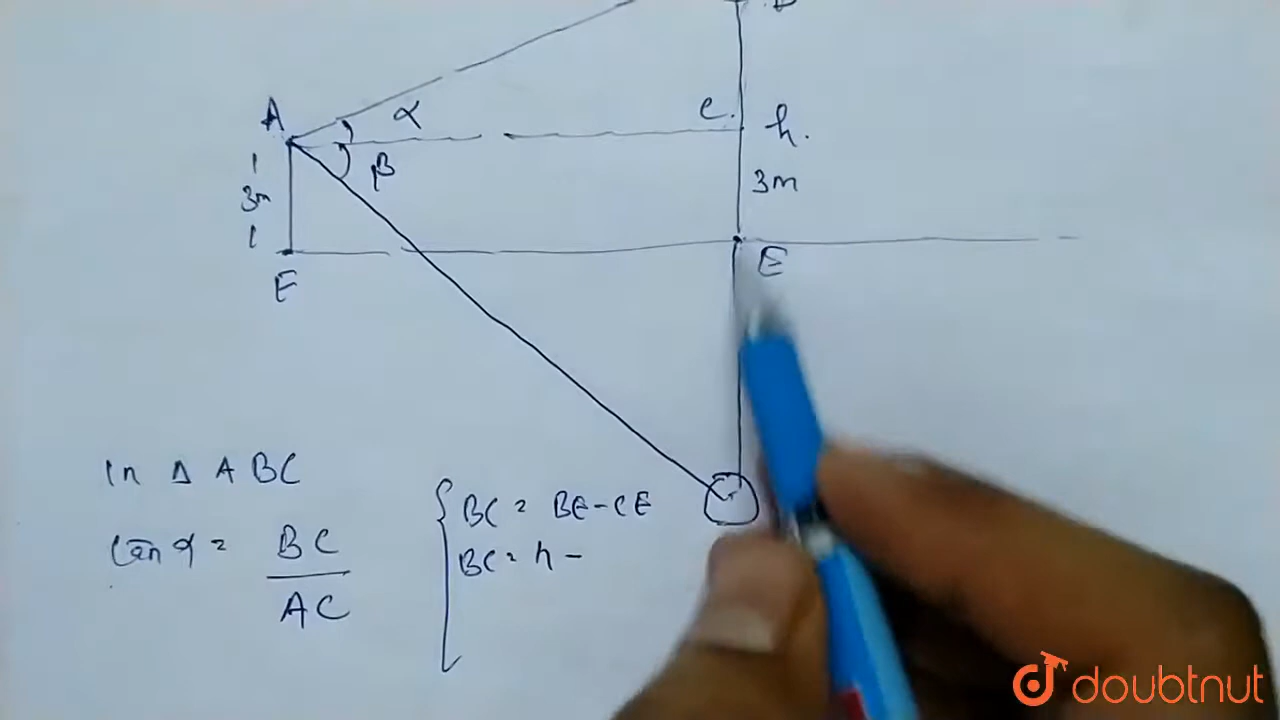 A
α
C.
h.
β
3m
3m
E
F
In Δ ABC
tan α = BC
AC
BC = BE-CE
BC = h -
doubtnut